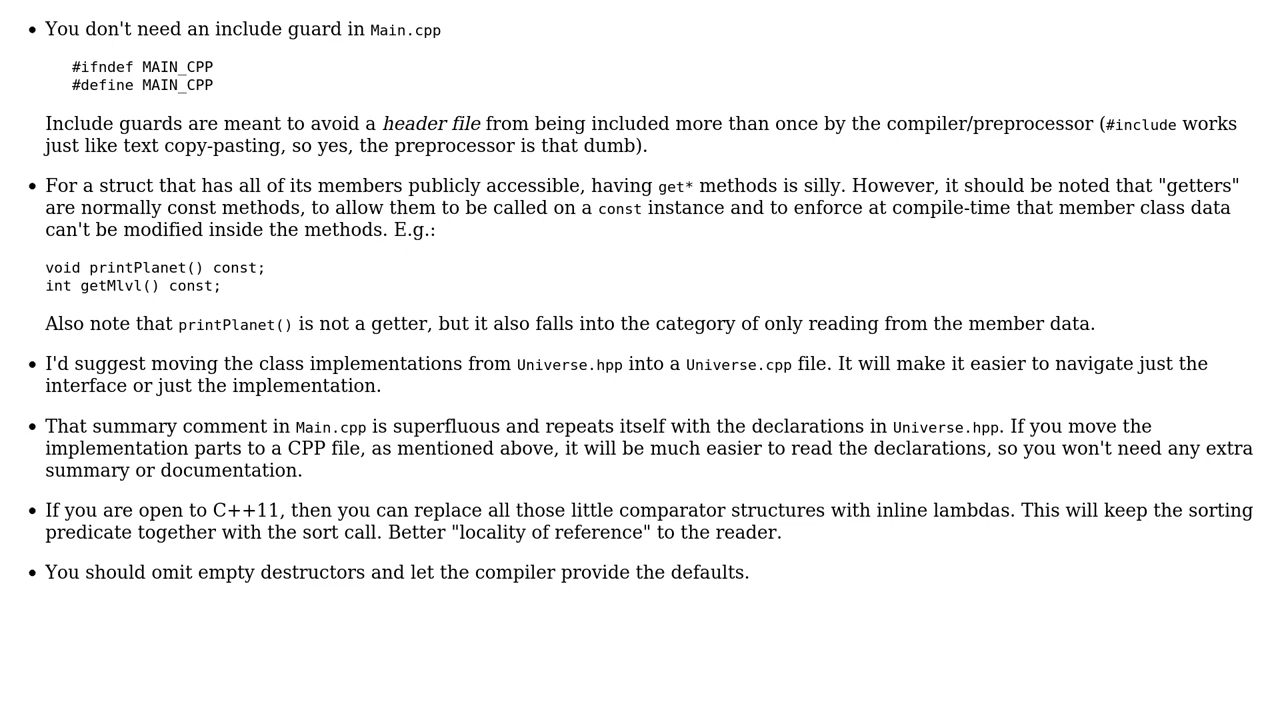 • You don't need an include guard in Main.cpp
#ifndef MAIN_CPP
#define MAIN_CPP
Include guards are meant to avoid a header file from being included more than once by the compiler/preprocessor (#include works
just like text copy-pasting, so yes, the preprocessor is that dumb).
• For a struct that has all of its members publicly accessible, having get* methods is silly. However, it should be noted that "getters"
are normally const methods, to allow them to be called on a const instance and to enforce at compile-time that member class data
can't be modified inside the methods. E.g.:
void printPlanet() const;
int getMlvl() const;
Also note that printPlanet() is not a getter, but it also falls into the category of only reading from the member data.
• I'd suggest moving the class implementations from Universe.hpp into a Universe.cpp file. It will make it easier to navigate just the
interface or just the implementation.
• That summary comment in Main.cpp is superfluous and repeats itself with the declarations in Universe.hpp. If you move the
implementation parts to a CPP file, as mentioned above, it will be much easier to read the declarations, so you won't need any extra
summary or documentation.
• If you are open to C++11, then you can replace all those little comparator structures with inline lambdas. This will keep the sorting
predicate together with the sort call. Better "locality of reference" to the reader.
• You should omit empty destructors and let the compiler provide the defaults.